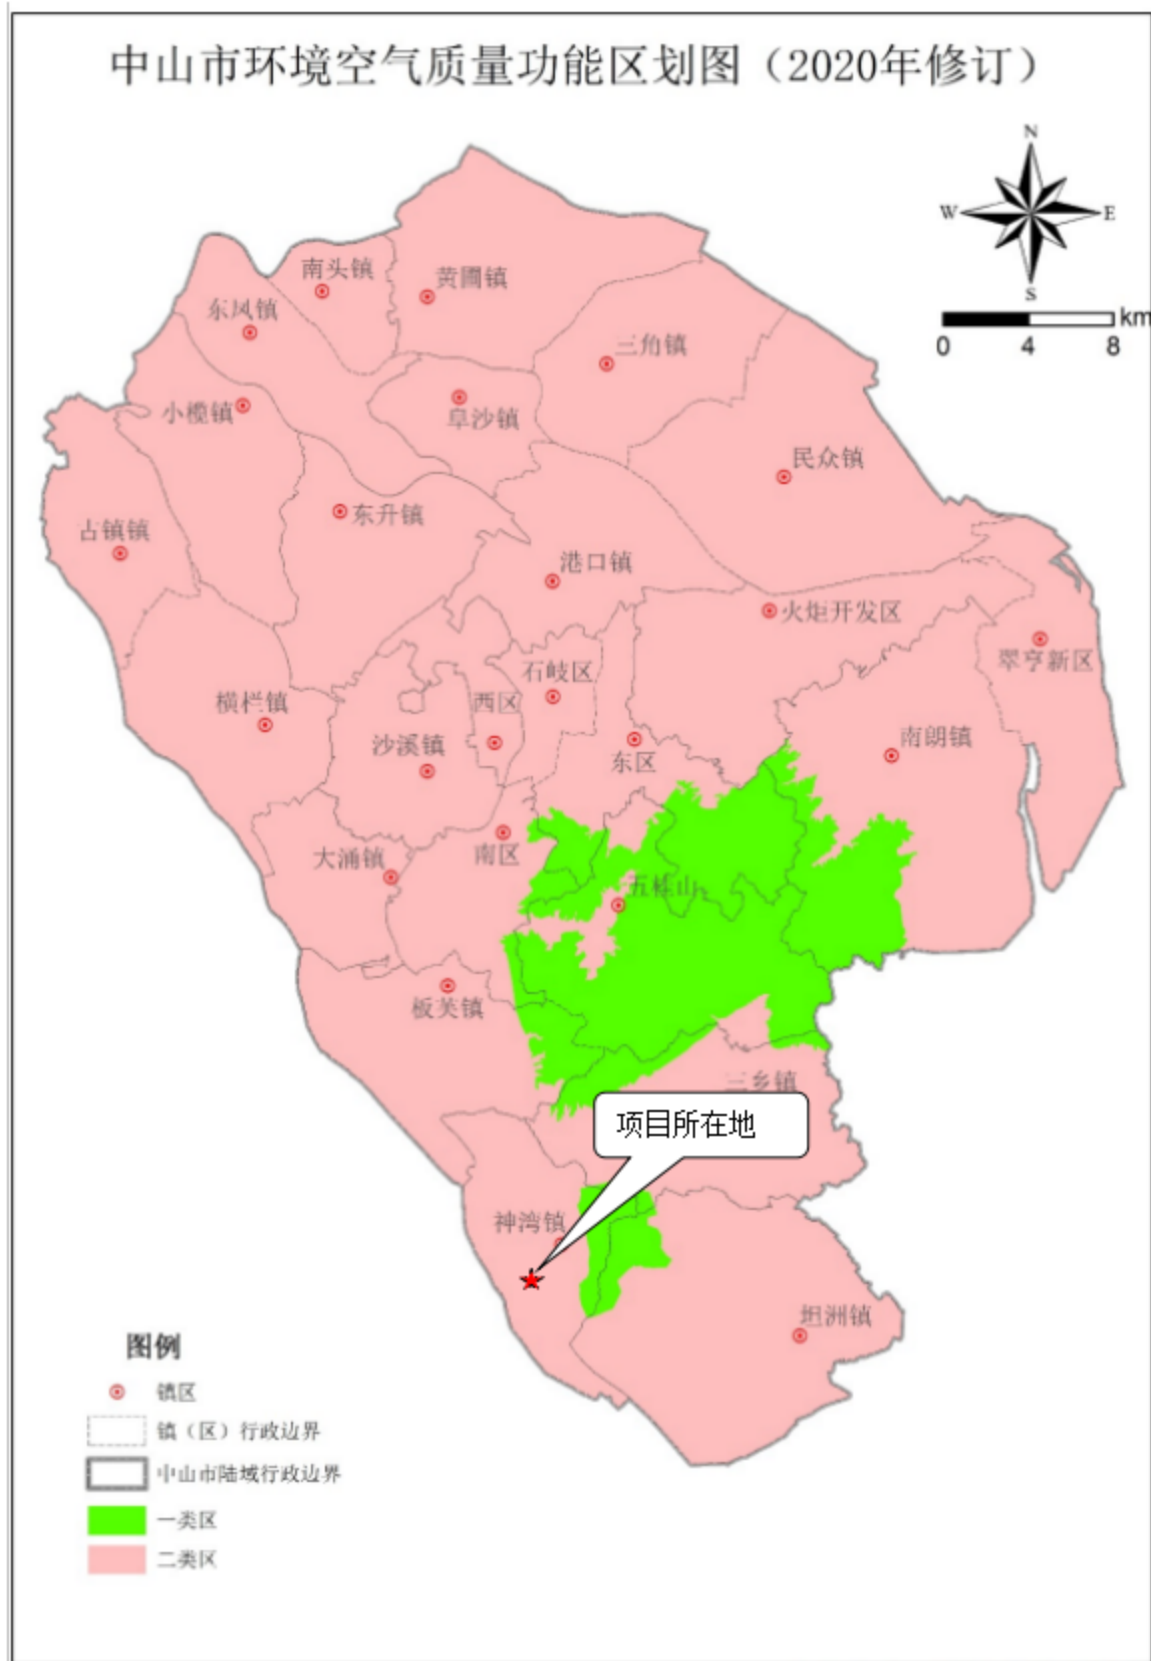 中山市环境空气质量功能区划图（2020年修订）
N
W
E
S
km
0
4
8
南头镇
黄圃镇
东凤镇
三角镇
小榄镇
阜沙镇
民众镇
东升镇
古镇镇
港口镇
火炬开发区
翠亨新区
石岐区
横栏镇
西区
沙溪镇
东区
南朗镇
南区
大涌镇
五桂山
板芙镇
三乡镇
项目所在地
神湾镇
坦洲镇
图例
镇区
镇（区）行政边界
中山市陆域行政边界
一类区
二类区